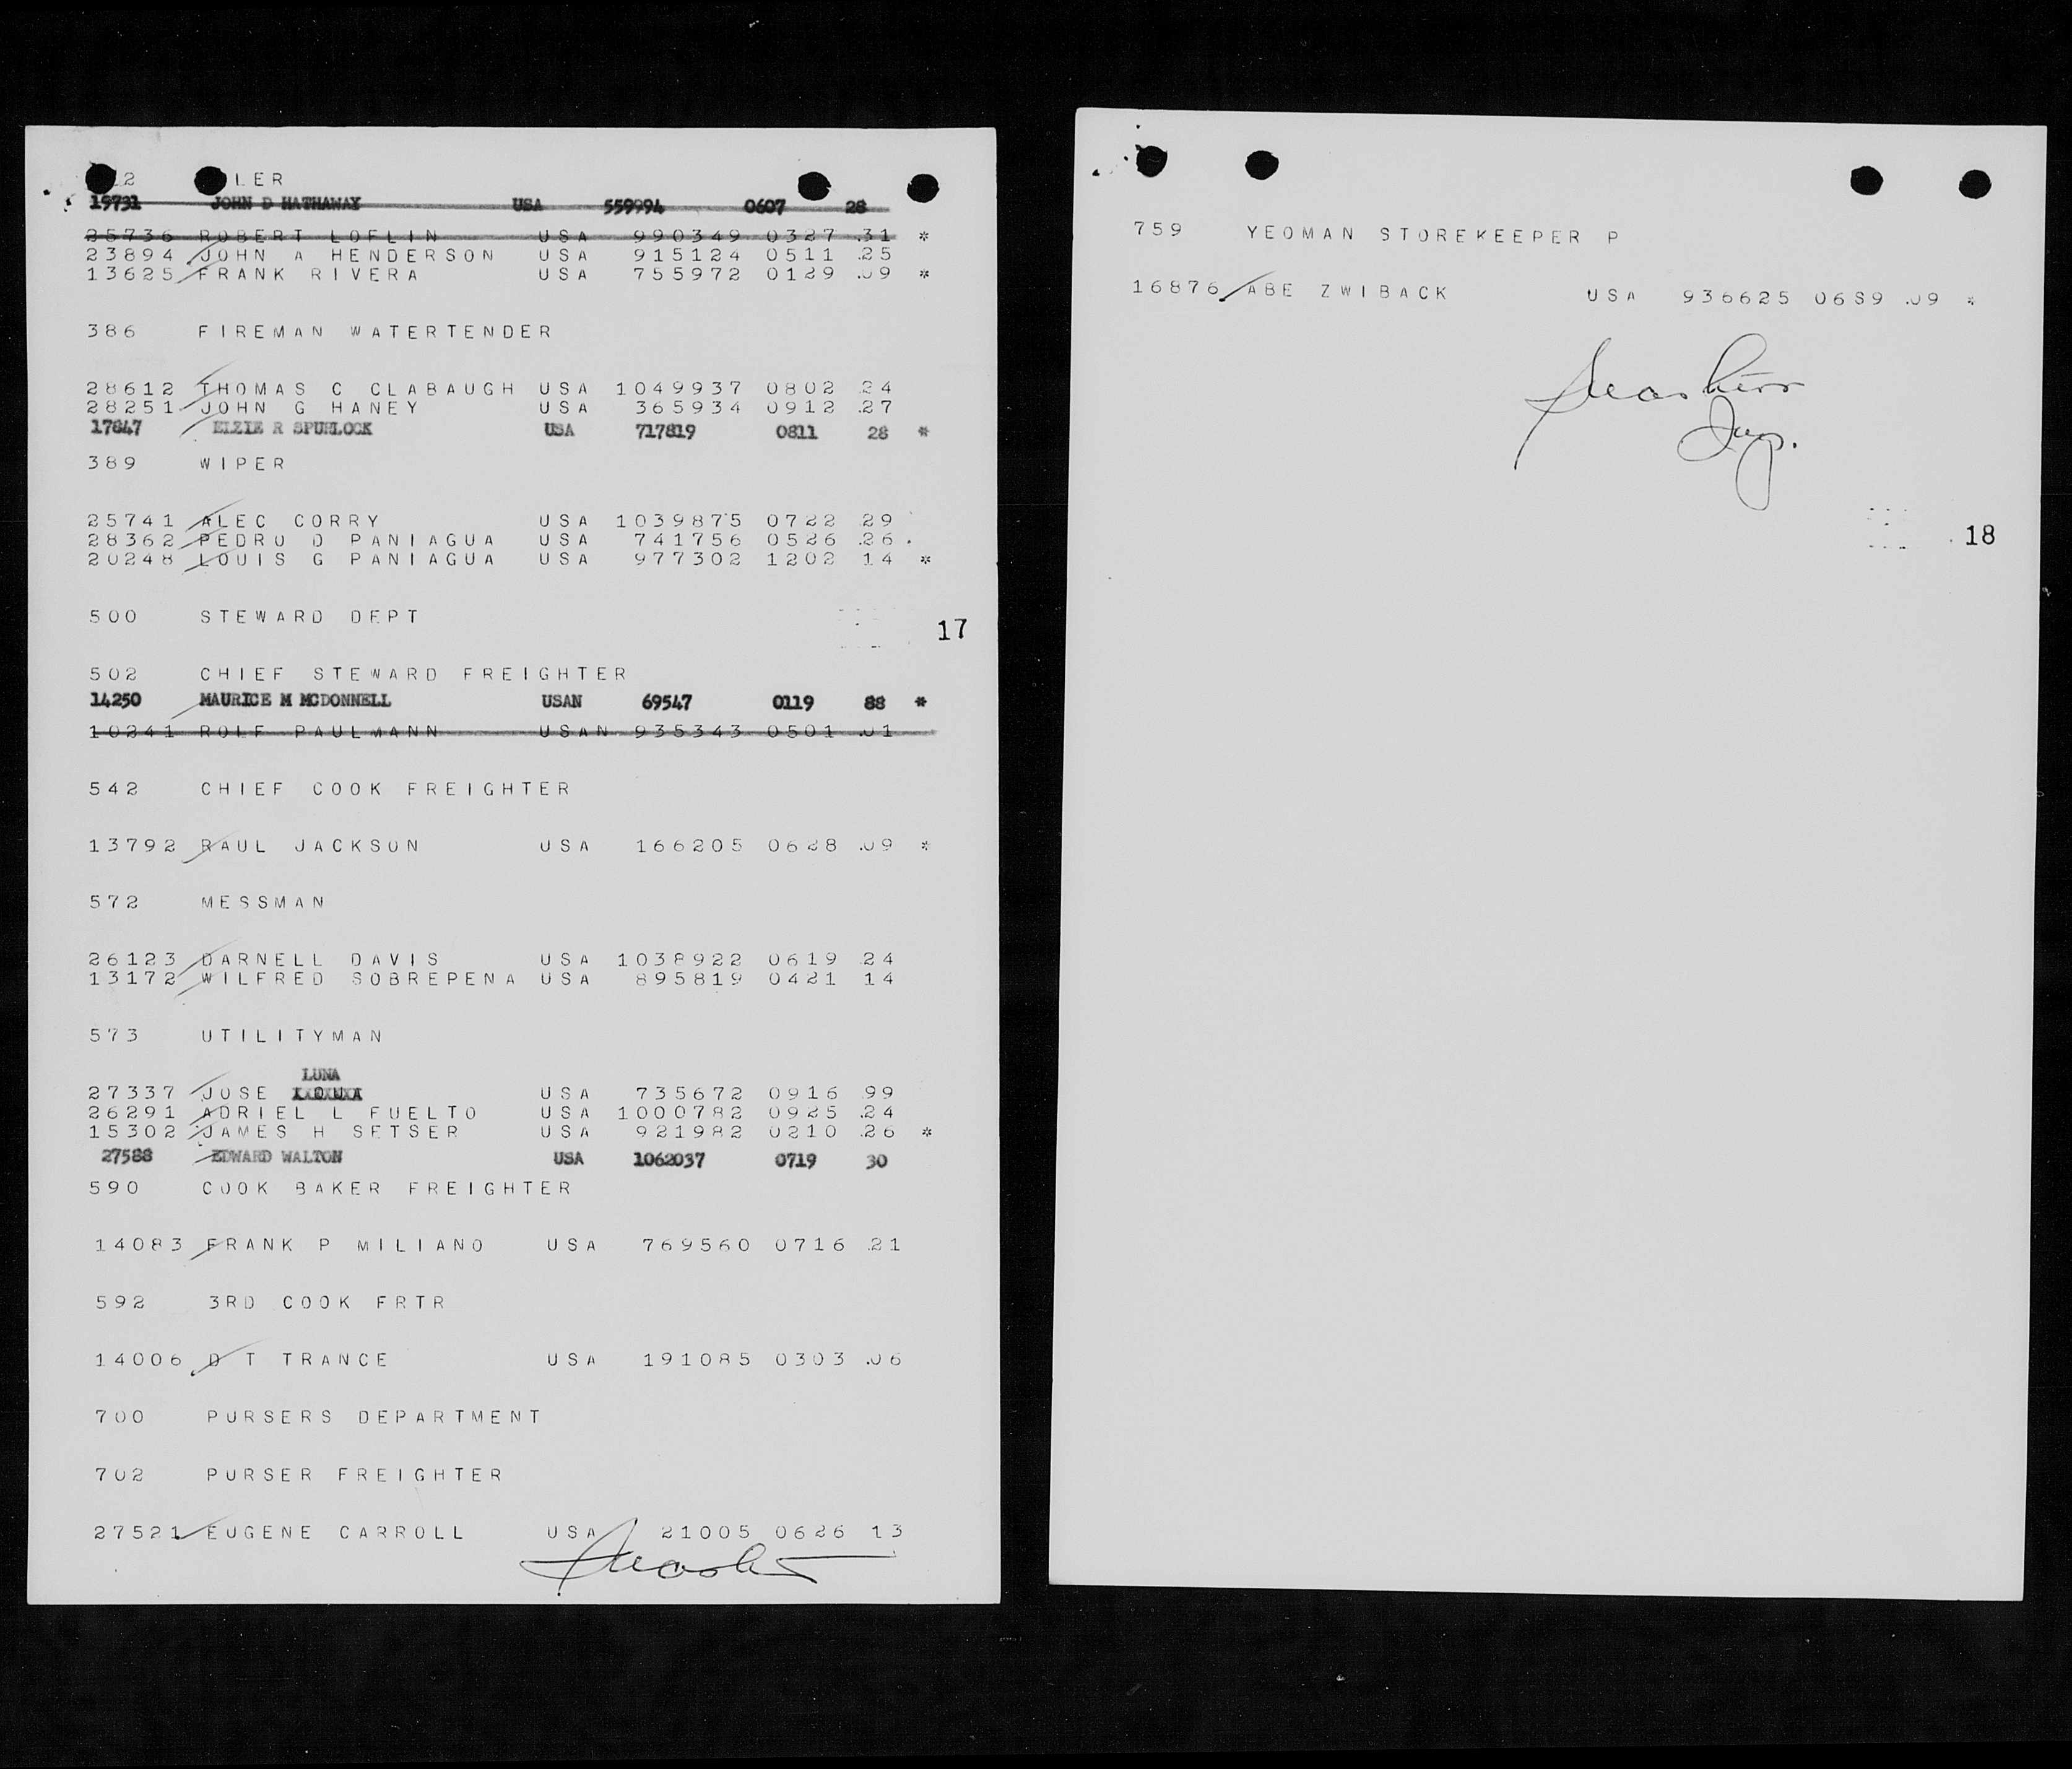 19731 JOHN D HATHAWAY USA 559994 0607 28
25736 ROBERT LOFLIN USA 990349 0327 .31 *
23894 JOHN A HENDERSON USA 915124 0511 .25
13625 FRANK RIVERA USA 755972 0129 .09 *
386 FIREMAN WATERTENDER
28612 THOMAS C CLABAUGH USA 1049937 0802 24
28251 JOHN G HANEY USA 365934 0912 .27
17847 ELZIE R SPURLOCK USA 717819 0811 28 *
389 WIPER
25741 ALEC CORRY USA 1039875 0722 29
28362 PEDRO D PANIAGUA USA 741756 0526 .26
20248 LOUIS G PANIAGUA USA 977302 1202 14 *
500 STEWARD DEPT
17
502 CHIEF STEWARD FREIGHTER
14250 MAURICE M MCDONNELL USAN 69547 0119 88 *
10241 ROLF PAULMANN USAN 935343 0501 .01
542 CHIEF COOK FREIGHTER
13792 RAUL JACKSON USA 166205 0628 .09 *
572 MESSMAN
26123 DARNELL DAVIS USA 1038922 0619 24
13172 WILFRED SOBREPENA USA 895819 0421 14
573 UTILITYMAN
LUNA
27337 JOSE USA 735672 0916 99
26291 ADRIEL L FUELTO USA 1000782 0925 .24
15302 JAMES H SETSER USA 921982 0210 .26 *
27588 EDWARD WALTON USA 1062037 0719 30
590 COOK BAKER FREIGHTER
14083 FRANK P MILIANO USA 769560 0716 21
592 3RD COOK FRTR
14006 D T TRANCE USA 191085 0303 .06
700 PURSERS DEPARTMENT
702 PURSER FREIGHTER
27521 EUGENE CARROLL USA 21005 0626 13
759 YEOMAN STOREKEEPER P
16876 ABE ZWIBACK USA 936625 0689 .09 *
18